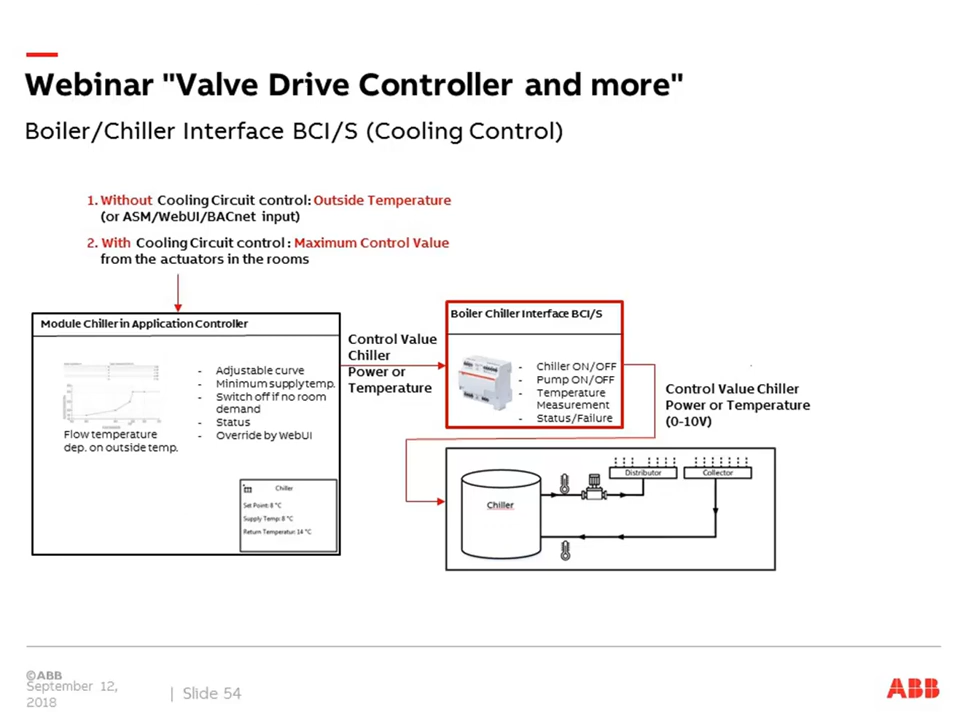 Webinar "Valve Drive Controller and more"
Boiler/Chiller Interface BCI/S (Cooling Control)
1. Without Cooling Circuit control: Outside Temperature
(or ASM/WebUI/BACnet input)
2. With Cooling Circuit control : Maximum Control Value
from the actuators in the rooms
Module Chiller in Application Controller
Flow temperature
dep. on outside temp.
- Adjustable curve
- Minimum supply temp.
- Switch off if no room
demand
- Status
- Override by WebUI
Chiller
Set Point: 8 °C
Supply Temp: 8 °C
Return Temperatur: 14 °C
Control Value
Chiller
Power or
Temperature
Boiler Chiller Interface BCI/S
- Chiller ON/OFF
- Pump ON/OFF
- Temperature
Measurement
- Status/Failure
Control Value Chiller
Power or Temperature
(0-10V)
Chiller
Distributor
Collector
©ABB
September 12,
2018
| Slide 54
ABB